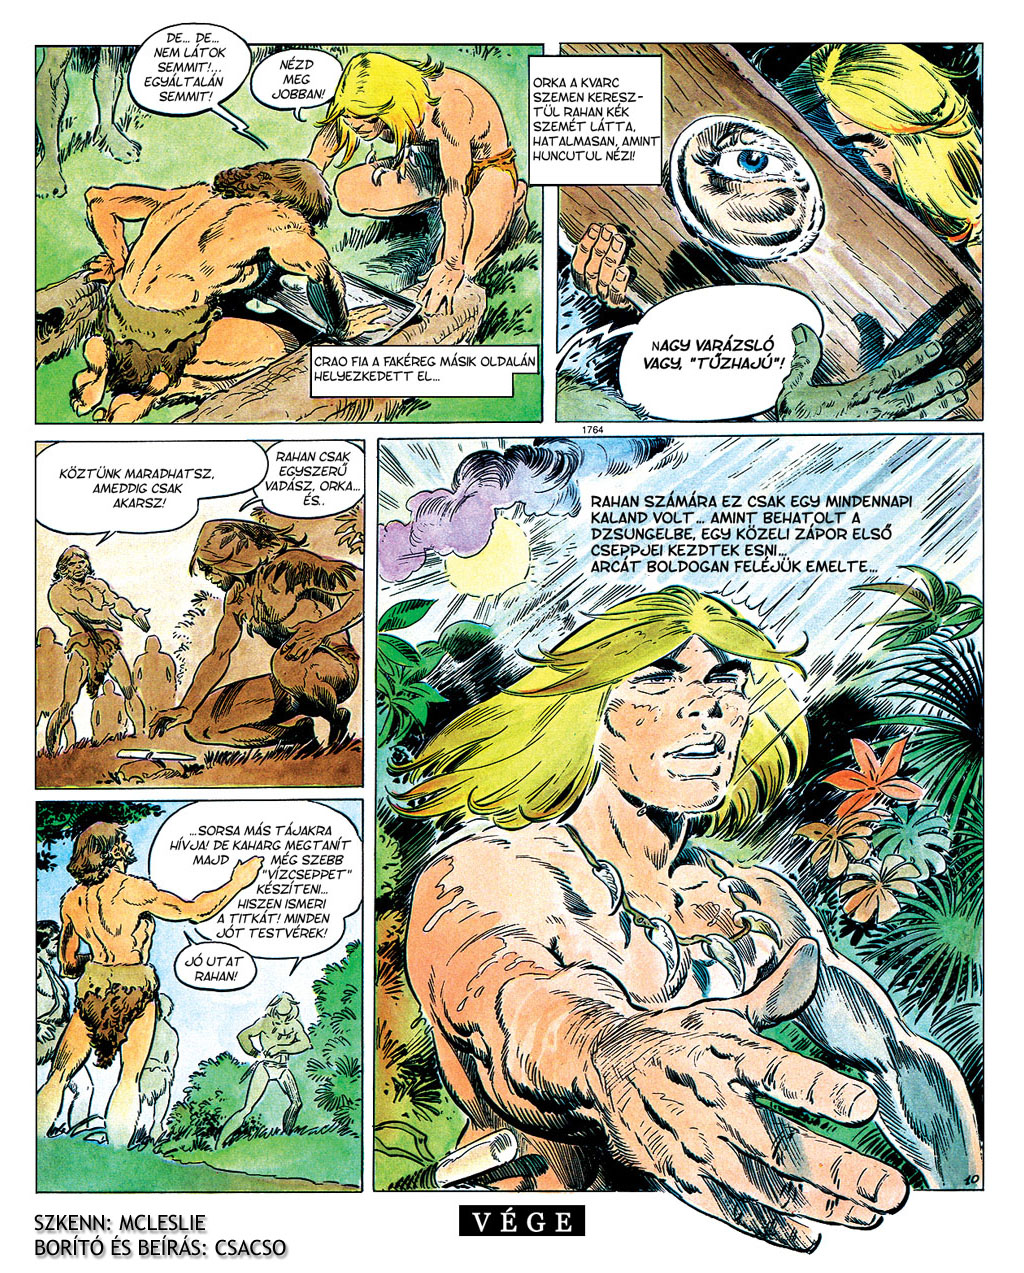 DE... DE...
NEM LÁTOK
SEMMIT!...
EGYÁLTALÁN
SEMMIT!
NÉZD
MEG
JOBBAN!
CRAO FIA A FAKÉREG MÁSIK OLDALÁN
HELYEZKEDETT EL...
ORKA A KVARC
SZEMEN KERESZ-
TÜL RAHAN KÉK
SZEMÉT LÁTTA,
HATALMASAN, AMINT
HUNCUTUL NÉZI!
NAGY VARÁZSLÓ
VAGY, "TŰZHAJÚ"!
1764
KÖZTÜNK MARADHATSZ,
AMEDDIG CSAK
AKARSZ!
RAHAN CSAK
EGYSZERŰ
VADÁSZ, ORKA...
ÉS..
...SORSA MÁS TÁJAKRA
HÍVJA! DE KAHARG MEGTANÍT
MAJD MÉG SZEBB
"VÍZCSEPPET"
KÉSZÍTENI...
HISZEN ISMERI
A TITKÁT! MINDEN
JÓT TESTVÉREK!
JÓ UTAT
RAHAN!
RAHAN SZÁMÁRA EZ CSAK EGY MINDENNAPI
KALAND VOLT... AMINT BEHATOLT A
DZSUNGELBE, EGY KÖZELI ZÁPOR ELSŐ
CSEPPJEI KEZDTEK ESNI...
ARCÁT BOLDOGAN FELÉJÜK EMELTE...
10
SZKENN: MCLESLIE
BORÍTÓ ÉS BEÍRÁS: CSACSO
VÉGE